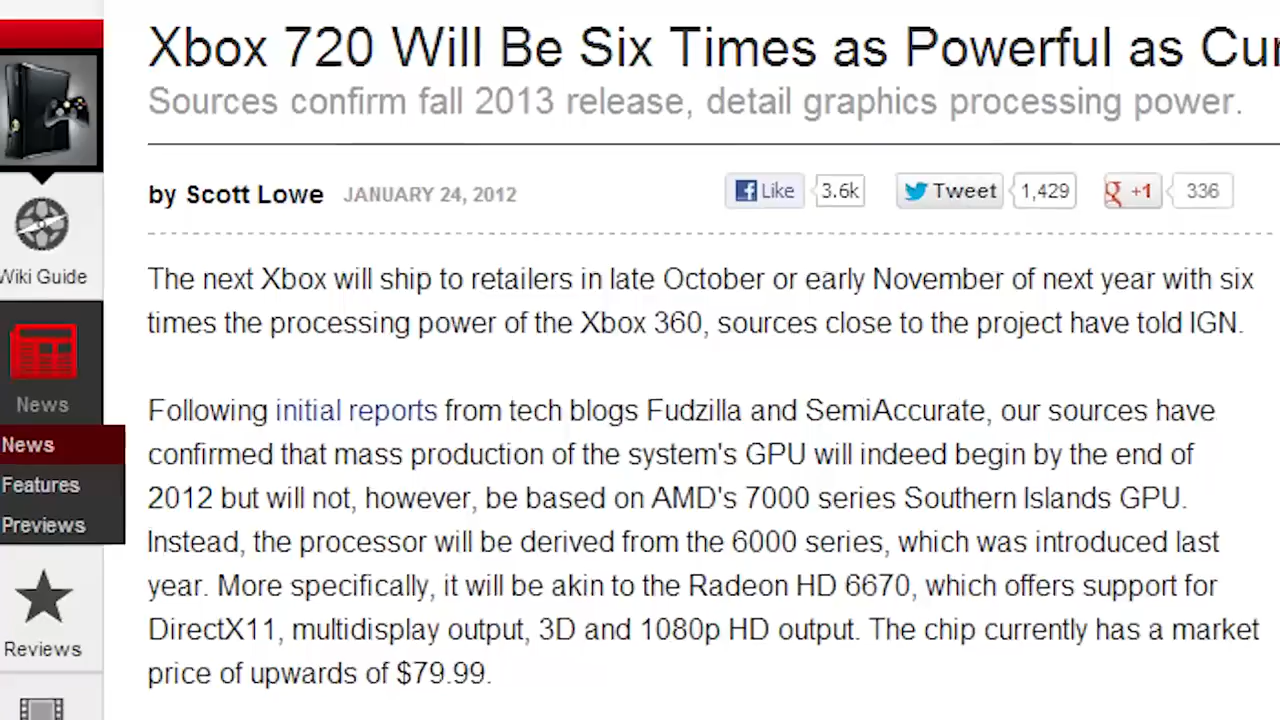 Xbox 720 Will Be Six Times as Powerful as Cur
Sources confirm fall 2013 release, detail graphics processing power.
by Scott Lowe JANUARY 24, 2012
Like 3.6k Tweet 1,429 +1 336
Wiki Guide
The next Xbox will ship to retailers in late October or early November of next year with six
times the processing power of the Xbox 360, sources close to the project have told IGN.
News
News
Features
Previews
Following initial reports from tech blogs Fudzilla and SemiAccurate, our sources have
confirmed that mass production of the system's GPU will indeed begin by the end of
2012 but will not, however, be based on AMD's 7000 series Southern Islands GPU.
Instead, the processor will be derived from the 6000 series, which was introduced last
year. More specifically, it will be akin to the Radeon HD 6670, which offers support for
DirectX11, multidisplay output, 3D and 1080p HD output. The chip currently has a market
price of upwards of $79.99.
Reviews